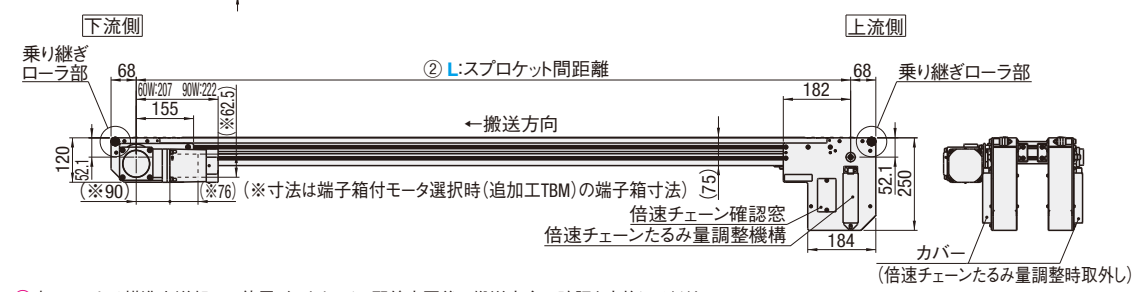 下流側
上流側
乗り継ぎ
ローラ部
68
② L:スプロケット間距離
68
乗り継ぎローラ部
60W:207 90W:222
155
(※62.5)
182
←搬送方向
120
52.1
(※90)
(※76)
(※寸法は端子箱付モータ選択時(追加工TBM)の端子箱寸法)
(75)
52.1
250
倍速チェーン確認窓
倍速チェーンたるみ量調整機構
184
カバー
(倍速チェーンたるみ量調整時取外し)